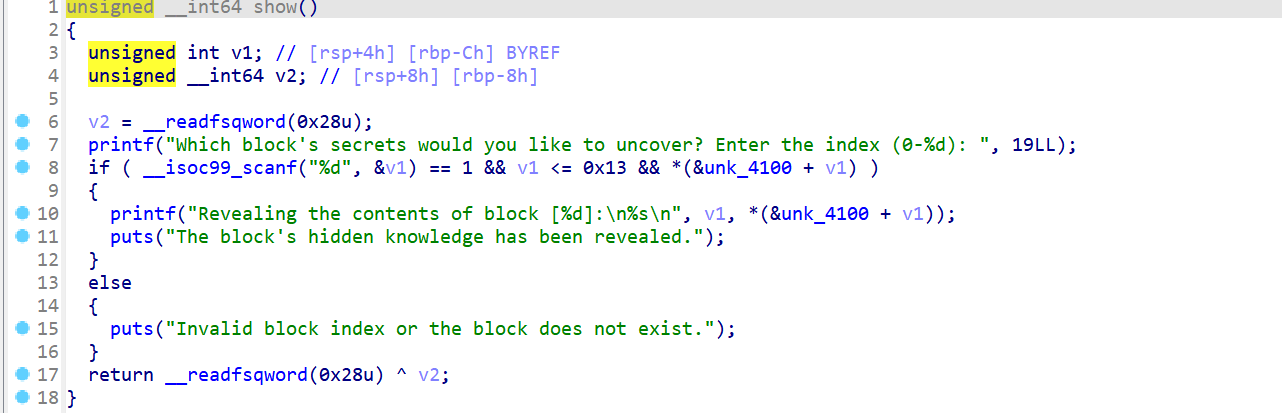 1 unsigned __int64 show()
2 {
3   unsigned int v1; // [rsp+4h] [rbp-Ch] BYREF
4   unsigned __int64 v2; // [rsp+8h] [rbp-8h]
5
6   v2 = __readfsqword(0x28u);
7   printf("Which block's secrets would you like to uncover? Enter the index (0-%d): ", 19LL);
8   if ( __isoc99_scanf("%d", &v1) == 1 && v1 <= 0x13 && *(&unk_4100 + v1) )
9   {
10     printf("Revealing the contents of block [%d]:\n%s\n", v1, *(&unk_4100 + v1));
11     puts("The block's hidden knowledge has been revealed.");
12   }
13   else
14   {
15     puts("Invalid block index or the block does not exist.");
16   }
17   return __readfsqword(0x28u) ^ v2;
18 }